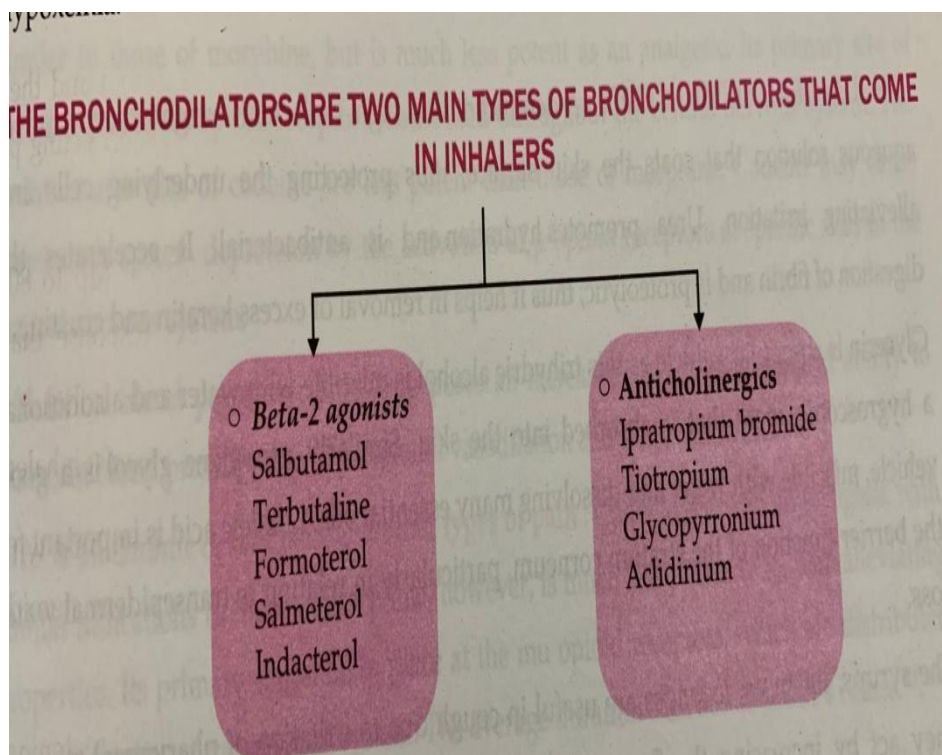 THE BRONCHODILATORSARE TWO MAIN TYPES OF BRONCHODILATORS THAT COME
IN INHALERS
○ Beta-2 agonists
Salbutamol
Terbutaline
Formoterol
Salmeterol
Indacterol
○ Anticholinergics
Ipratropium bromide
Tiotropium
Glycopyrronium
Aclidinium